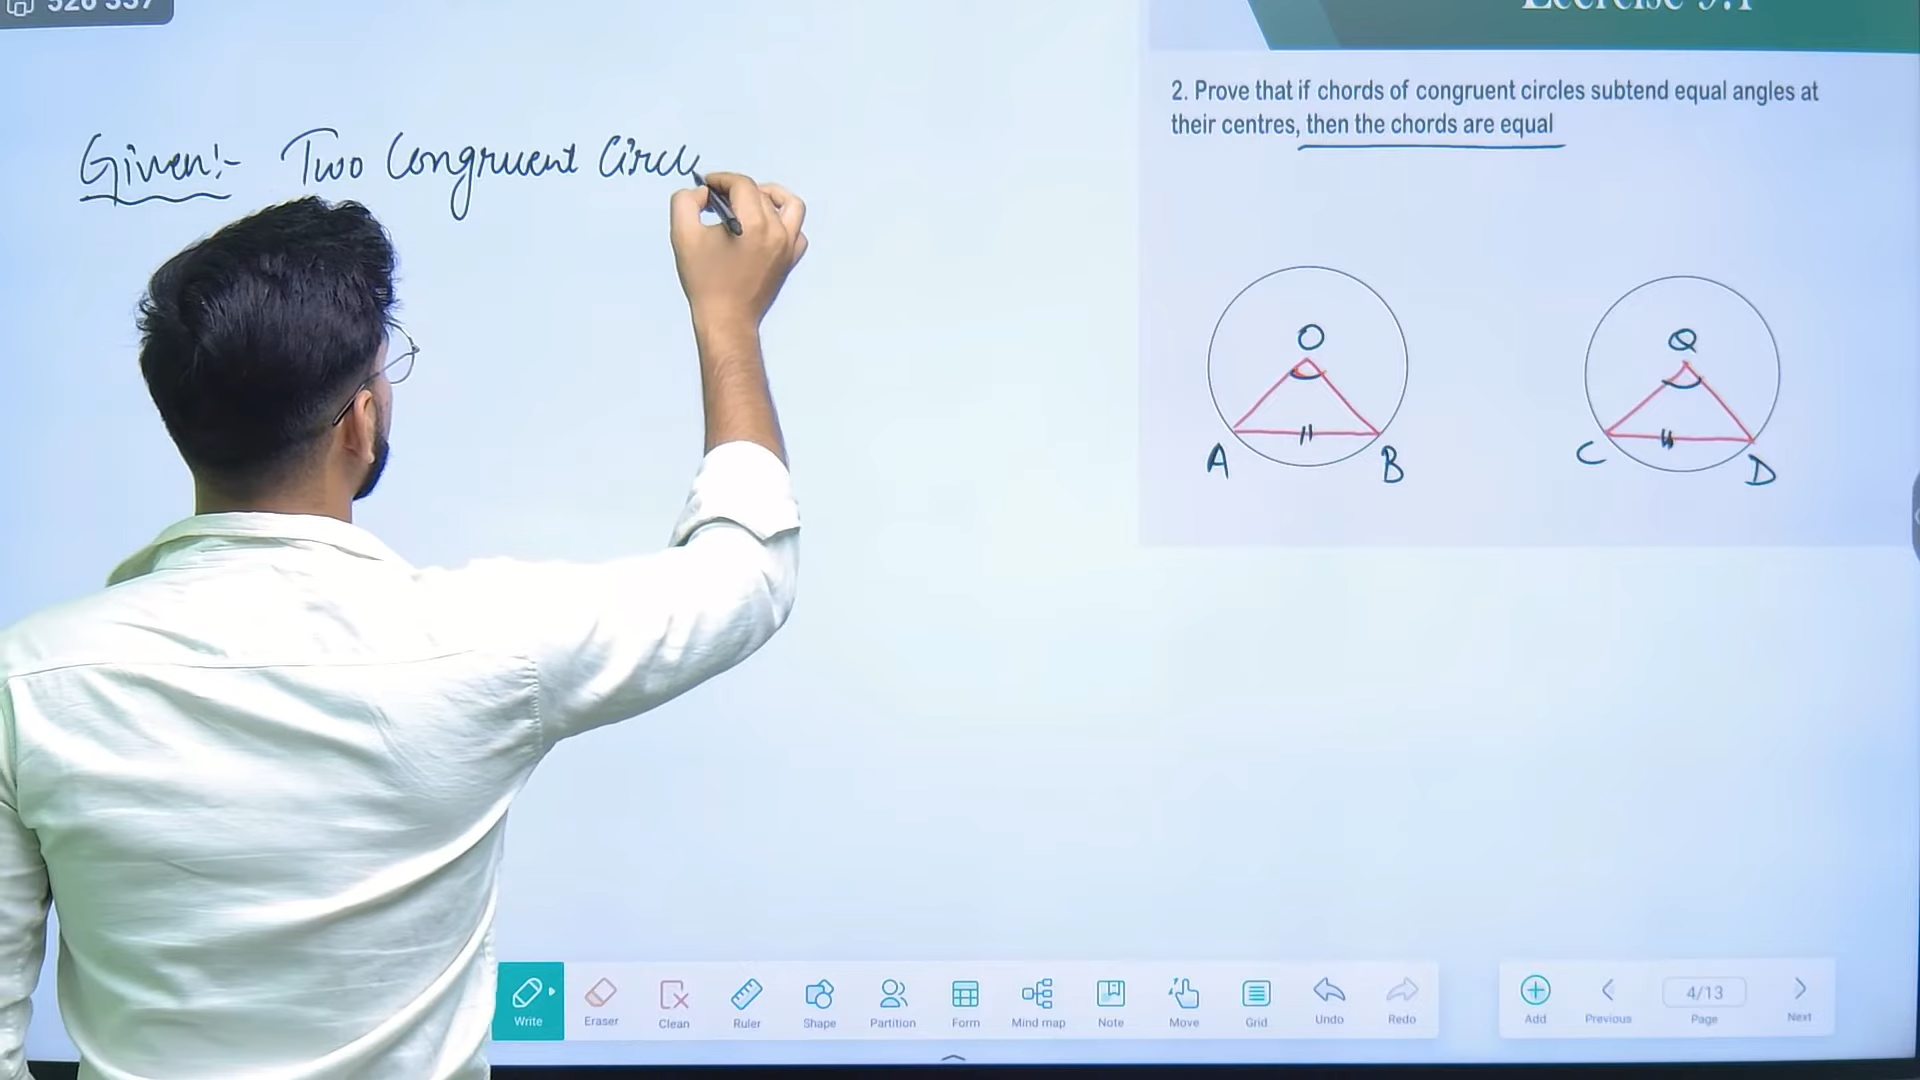 Exercise 9.1
2. Prove that if chords of congruent circles subtend equal angles at
their centres, then the chords are equal
Given:- Two Congruent Circle
O
Q
A
B
C
D
Write
Eraser
Clean
Ruler
Shape
Partition
Form
Mind map
Note
Move
Grid
Undo
Redo
Add
Previous
4/13
Page
Next